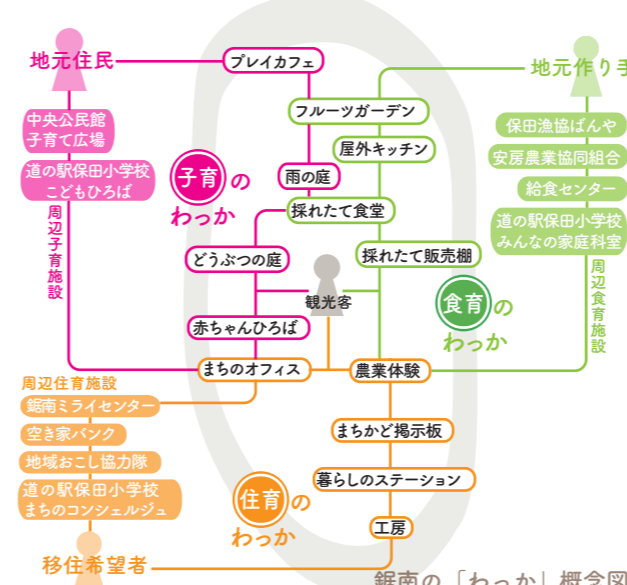 地元住民
プレイカフェ
地元作り手
フルーツガーデン
中央公民館
子育て広場
保田漁協ばんや
屋外キッチン
安房農業協同組合
道の駅保田小学校
こどもひろば
子育の
わっか
雨の庭
給食センター
採れたて食堂
道の駅保田小学校
みんなの家庭科室
周辺子育施設
どうぶつの庭
採れたて販売棚
周辺食育施設
観光客
食育の
わっか
赤ちゃんひろば
まちのオフィス
農業体験
周辺住育施設
鋸南ミライセンター
空き家バンク
まちかど掲示板
地域おこし協力隊
暮らしのステーション
道の駅保田小学校
まちのコンシェルジュ
住育の
わっか
工房
移住希望者
鋸南の「わっか」概念図